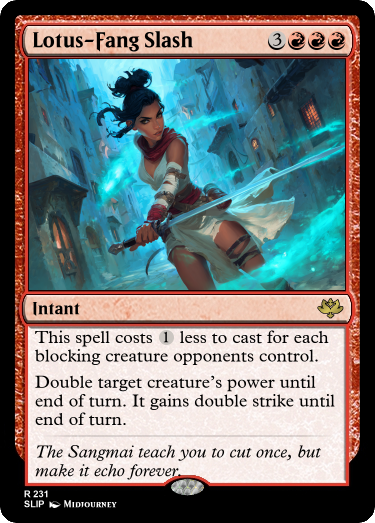 Lotus-Fang Slash 3
Intant
This spell costs 1 less to cast for each
blocking creature opponents control.
Double target creature's power until
end of turn. It gains double strike until
end of turn.
The Sangmai teach you to cut once, but
make it echo forever.
R 231
SLIP Midjourney